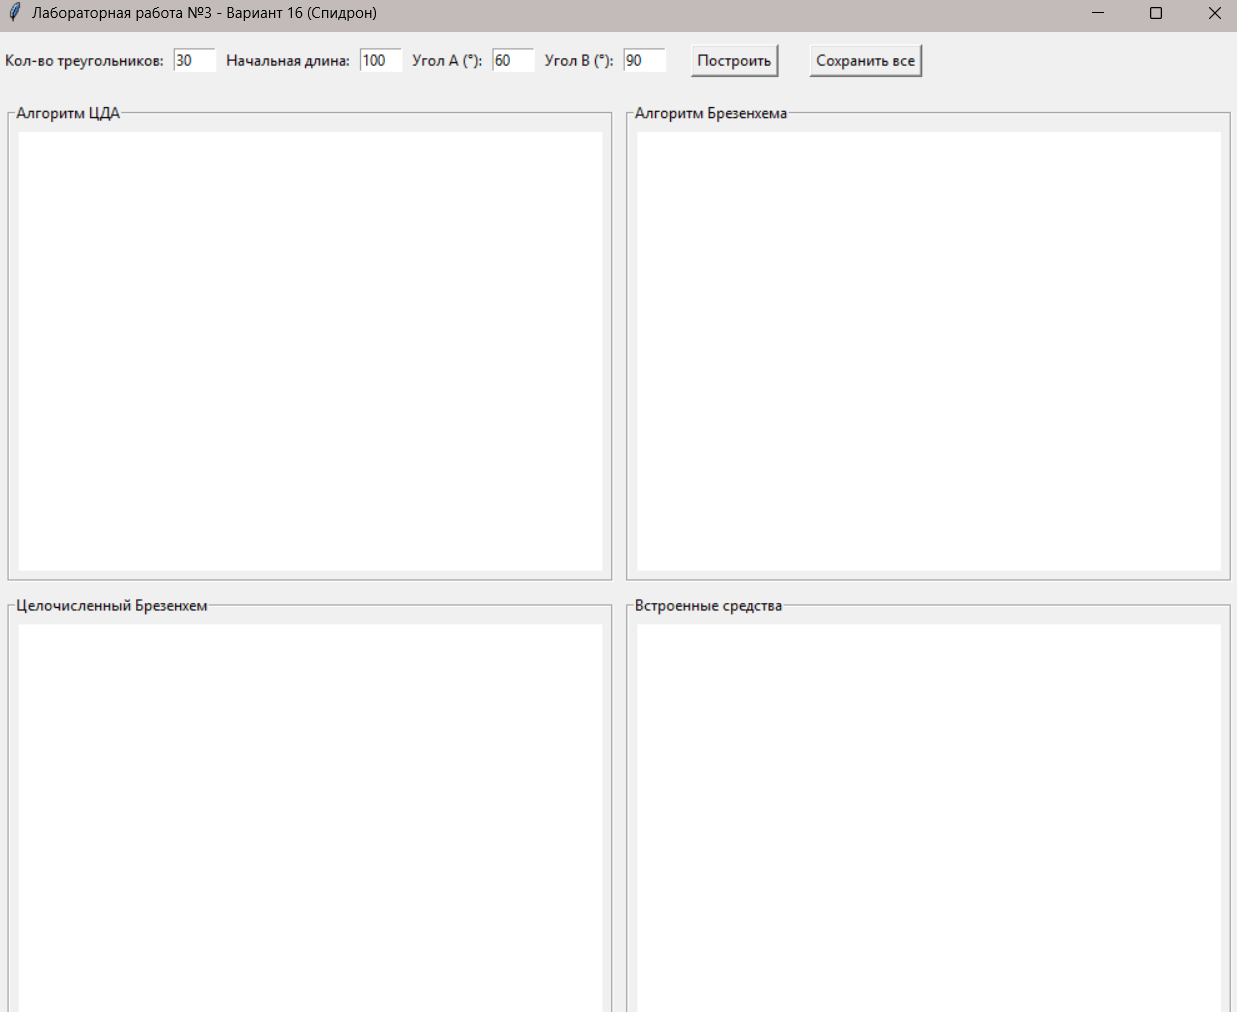 Лабораторная работа №3 - Вариант 16 (Спидрон)
Кол-во треугольников: 30 Начальная длина: 100 Угол A (°): 60 Угол B (°): 90 Построить Сохранить все
Алгоритм ЦДА
Алгоритм Брезенхема
Целочисленный Брезенхем
Встроенные средства